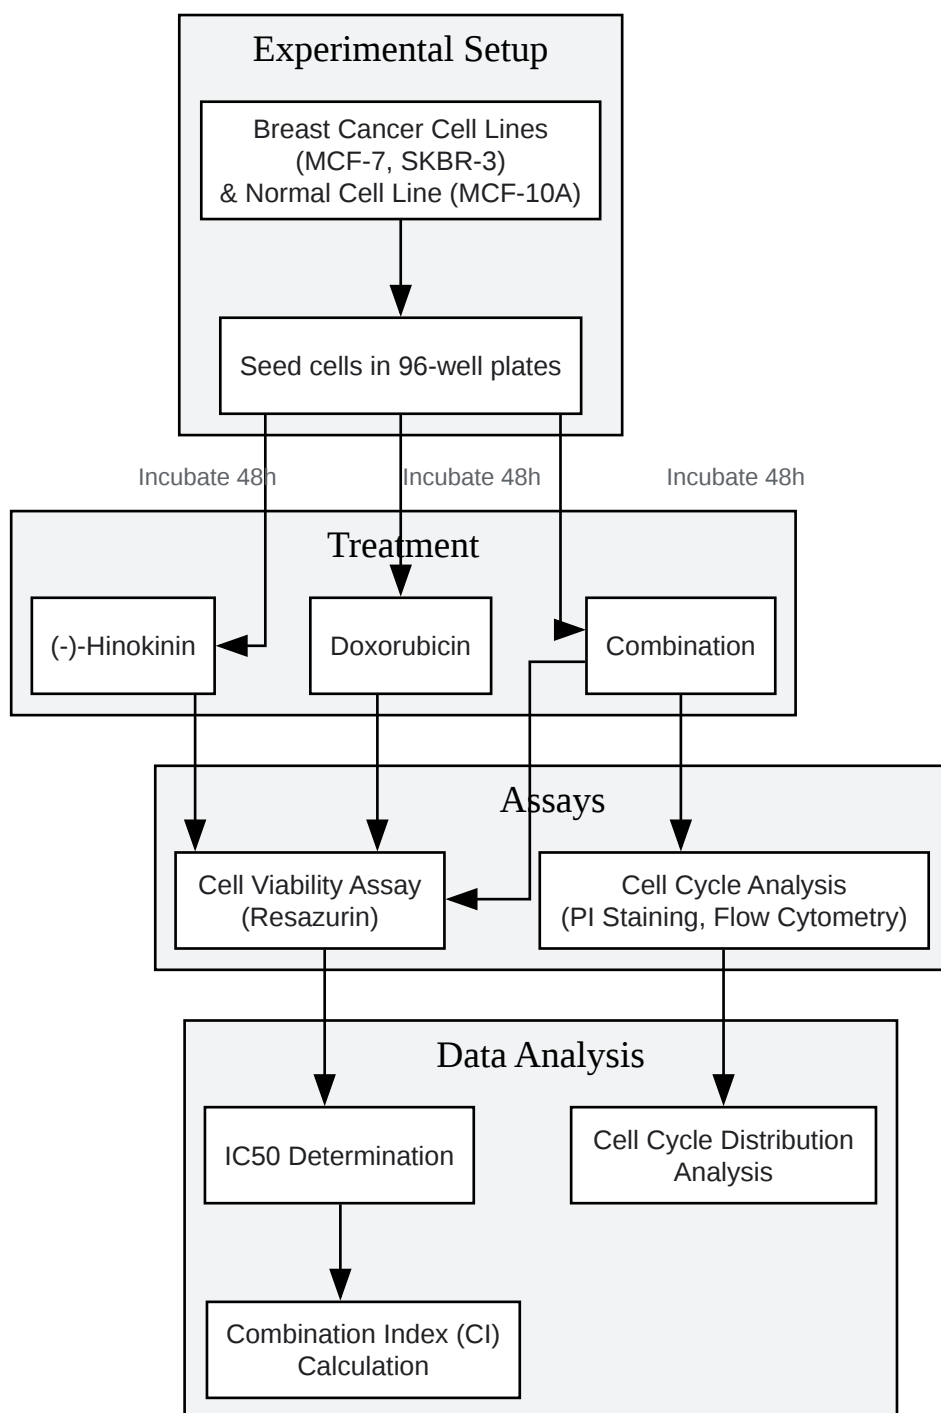 Experimental Setup
Breast Cancer Cell Lines
(MCF-7, SKBR-3)
& Normal Cell Line (MCF-10A)
Seed cells in 96-well plates
Incubate 48h
Incubate 48h
Incubate 48h
Treatment
(-)-Hinokinin
Doxorubicin
Combination
Assays
Cell Viability Assay
(Resazurin)
Cell Cycle Analysis
(PI Staining, Flow Cytometry)
Data Analysis
IC50 Determination
Cell Cycle Distribution
Analysis
Combination Index (CI)
Calculation